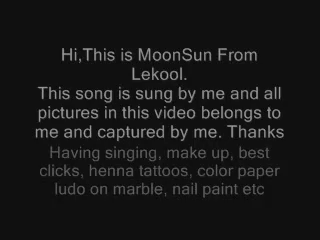 Hi,This is MoonSun From
Lekool.
This song is sung by me and all
pictures in this video belongs to
me and captured by me. Thanks
Having singing, make up, best
clicks, henna tattoos, color paper
ludo on marble, nail paint etc